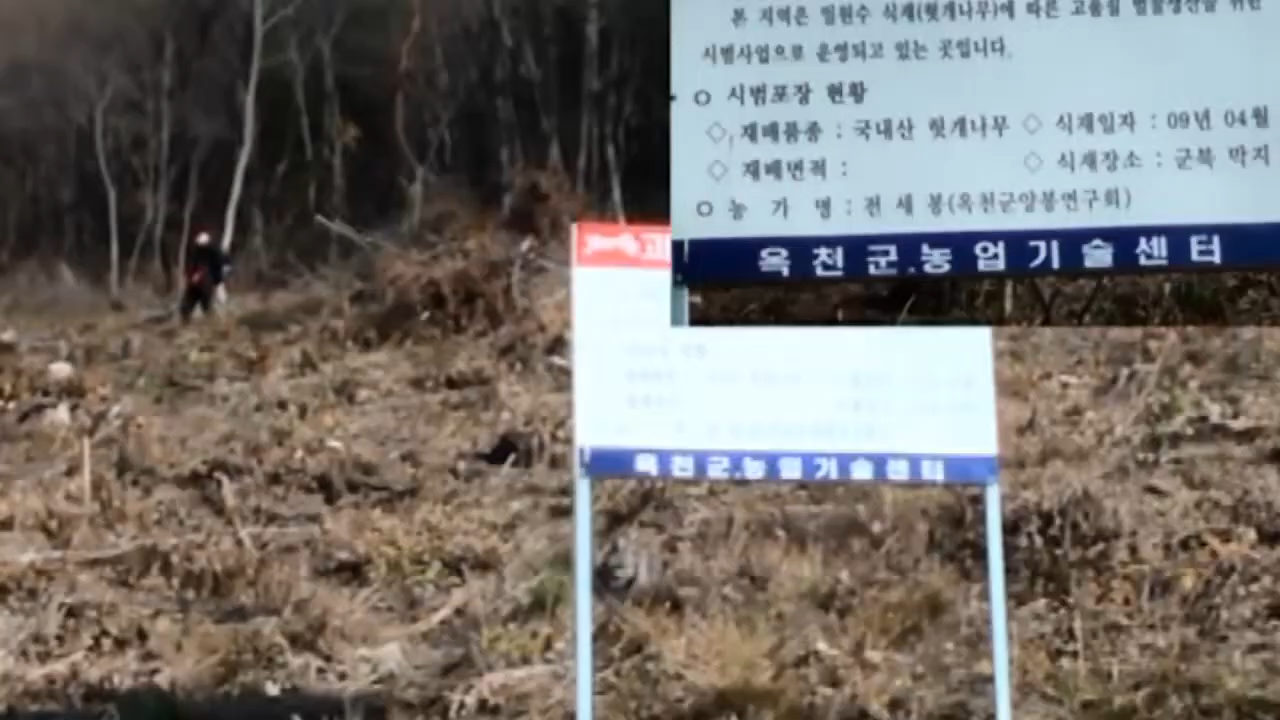 본 지역은 밀원수 식재(헛개나무)에 따른 고품질 벌꿀생산을 위한
시범사업으로 운영되고 있는 곳입니다.
ㅇ 시범포장 현황
◇ 재배품종 : 국내산 헛개나무 ◇ 식재일자 : 09년 04월
◇ 재배면적 : ◇ 식재장소 : 군북 막지
ㅇ 농 가 명 : 전 세 봉(옥천군양봉연구회)
옥천군농업기술센터
고
옥천군농업기술센터